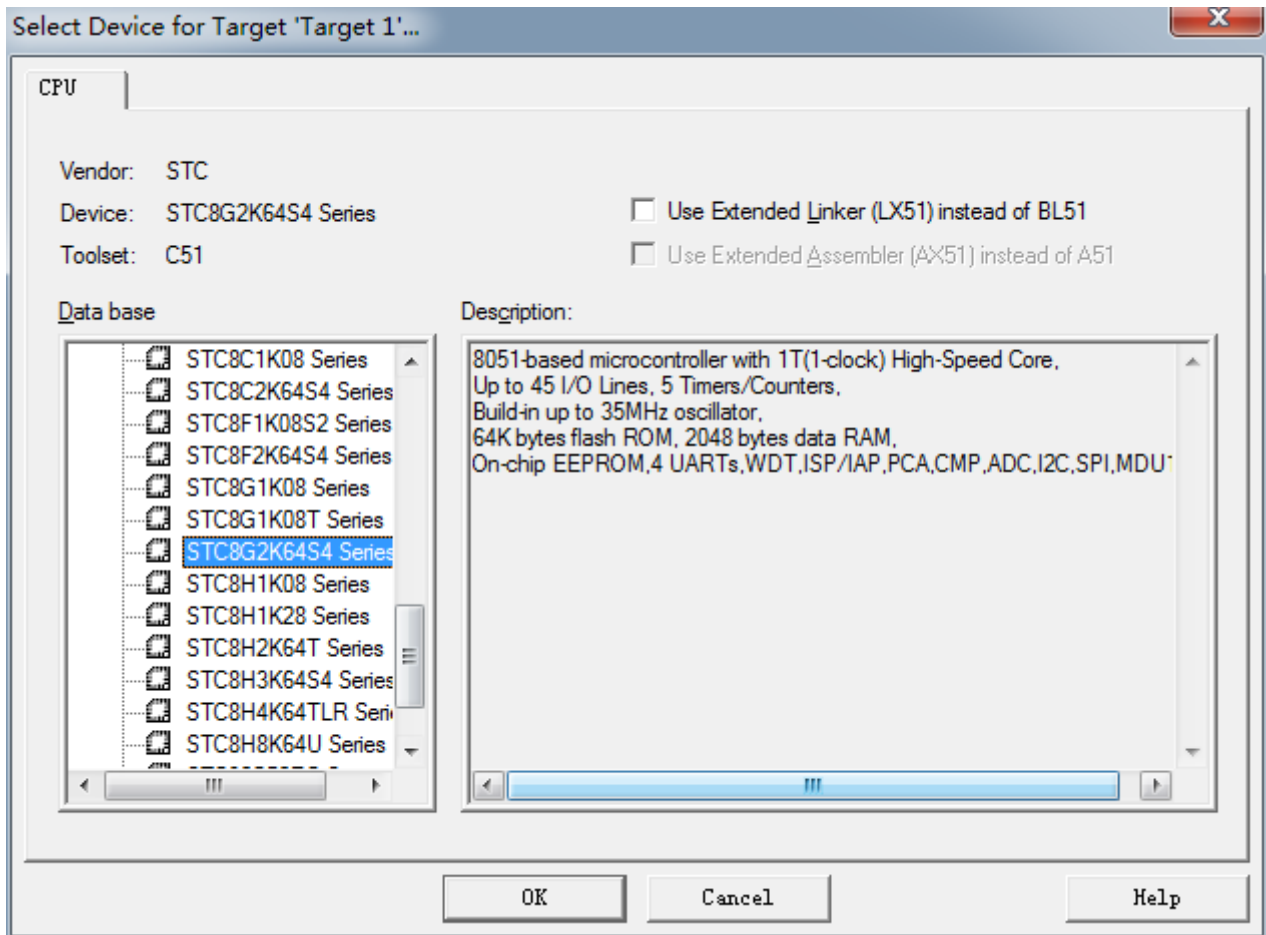 Select Device for Target 'Target 1'...
CPU
Vendor: STC
Device: STC8G2K64S4 Series
Toolset: C51
Use Extended Linker (LX51) instead of BL51
Use Extended Assembler (AX51) instead of A51
Data base
STC8C1K08 Series
STC8C2K64S4 Series
STC8F1K08S2 Series
STC8F2K64S4 Series
STC8G1K08 Series
STC8G1K08T Series
STC8G2K64S4 Series
STC8H1K08 Series
STC8H1K28 Series
STC8H2K64T Series
STC8H3K64S4 Series
STC8H4K64TLR Seri
STC8H8K64U Series
Description:
8051-based microcontroller with 1T(1-clock) High-Speed Core,
Up to 45 I/O Lines, 5 Timers/Counters,
Build-in up to 35MHz oscillator,
64K bytes flash ROM, 2048 bytes data RAM,
On-chip EEPROM,4 UARTs,WDT,ISP/IAP,PCA,CMP,ADC,I2C,SPI,MDU1
OK
Cancel
Help